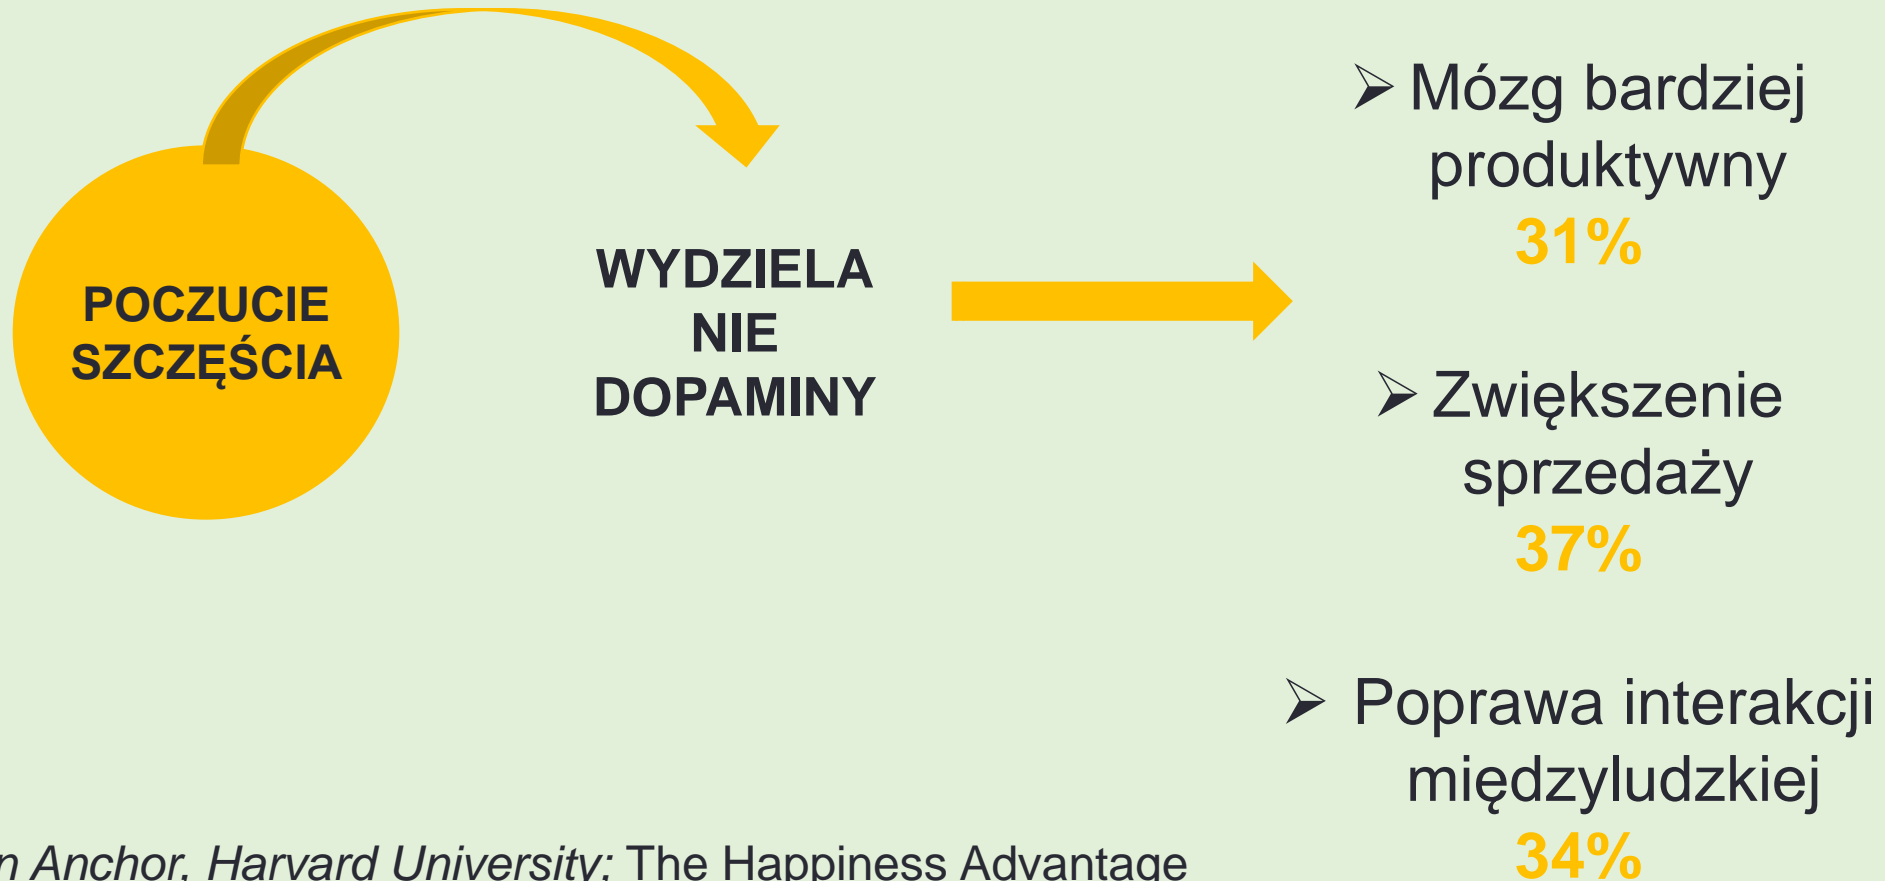 POCZUCIE
SZCZĘŚCIA
WYDZIELA
NIE
DOPAMINY
➢ Mózg bardziej
produktywny
31%
➢ Zwiększenie
sprzedaży
37%
➢ Poprawa interakcji
międzyludzkiej
34%
Anchor, Harvard University; The Happiness Advantage